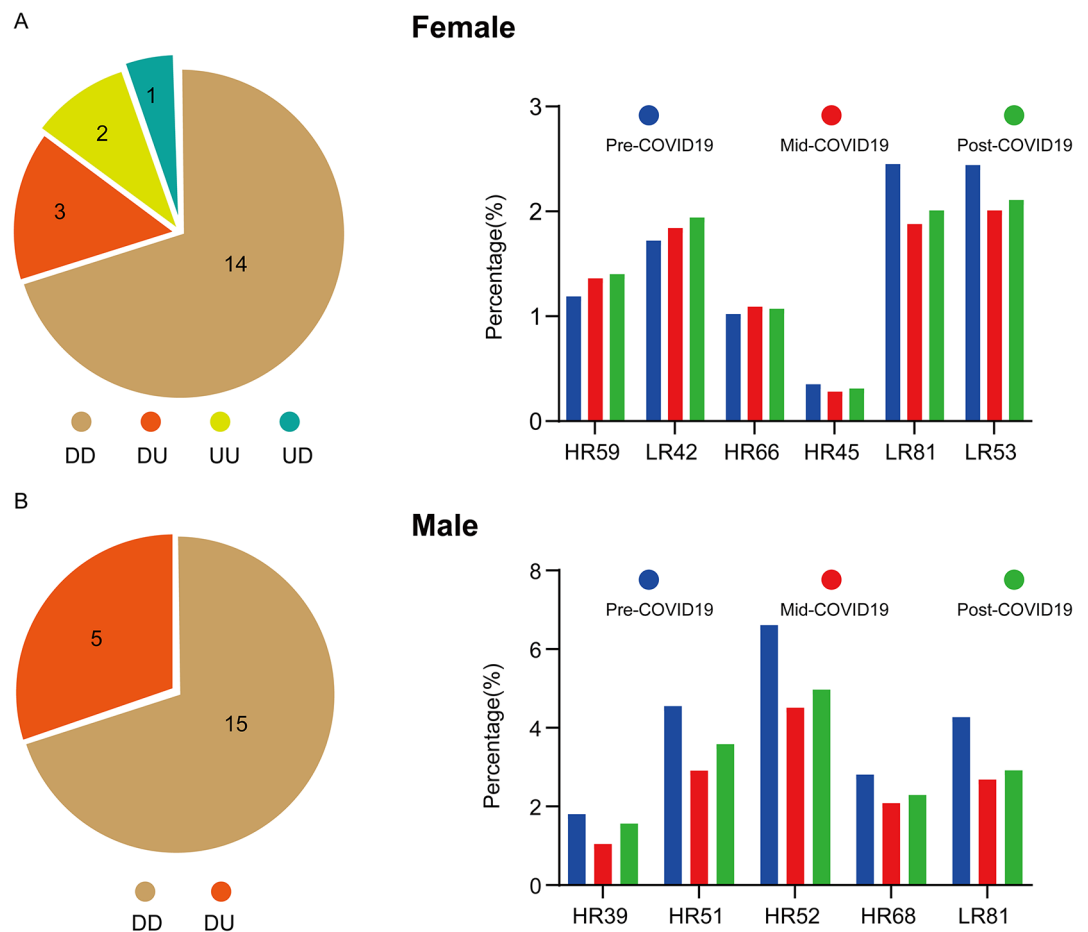 A
Female
1
2
3
14
DD DU UU UD
3
2
1
0
Percentage(%)
Pre-COVID19 Mid-COVID19 Post-COVID19
HR59 LR42 HR66 HR45 LR81 LR53
B
Male
5
15
DD DU
8
6
4
2
0
Percentage(%)
Pre-COVID19 Mid-COVID19 Post-COVID19
HR39 HR51 HR52 HR68 LR81